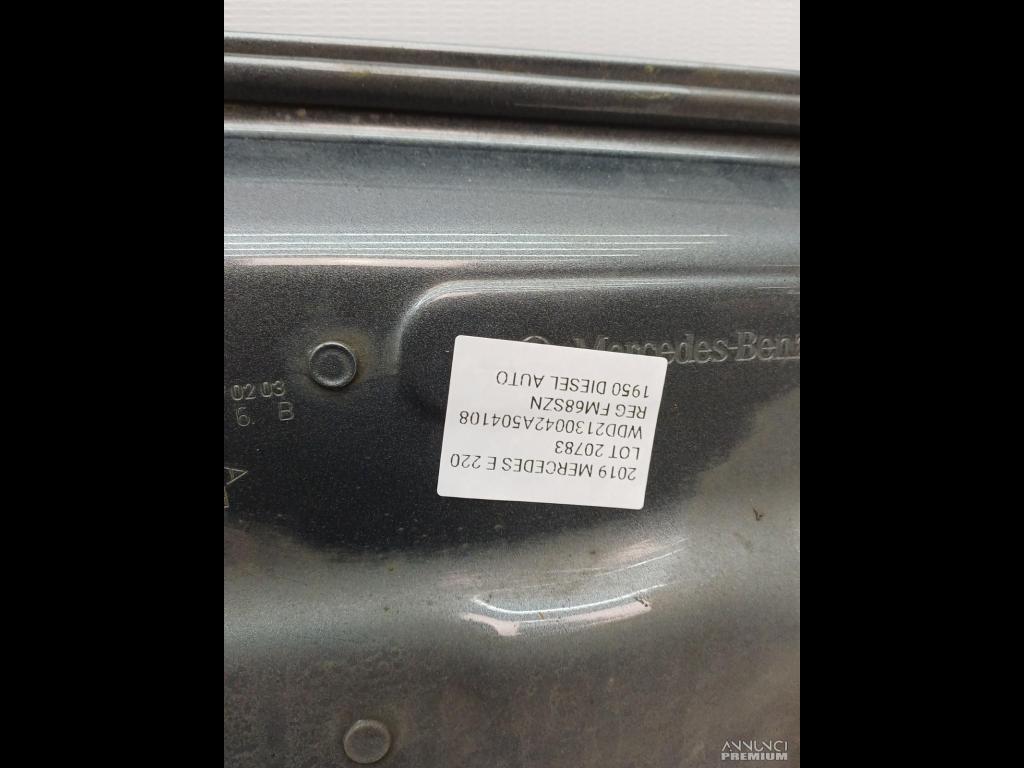 Mercedes-Benz
02 03
6. B
2019 MERCEDES E 220
LOT 20783
WDD2130042A504108
REG FM68SZN
1950 DIESEL AUTO
ANNUNCI
PREMIUM